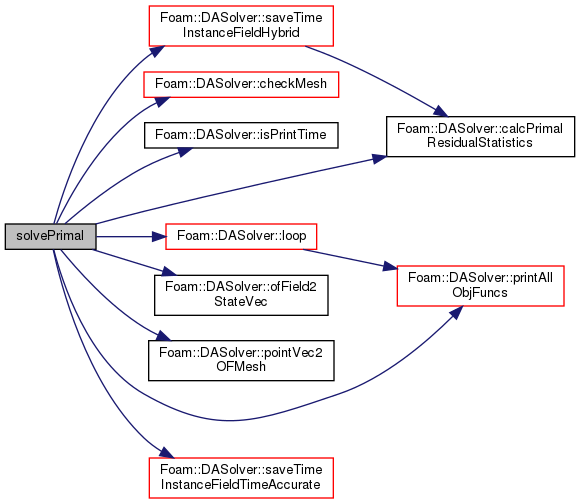 Foam::DASolver::saveTime
InstanceFieldHybrid
Foam::DASolver::checkMesh
Foam::DASolver::isPrintTime
Foam::DASolver::calcPrimal
ResidualStatistics
solvePrimal
Foam::DASolver::loop
Foam::DASolver::ofField2
StateVec
Foam::DASolver::printAll
ObjFuncs
Foam::DASolver::pointVec2
OFMesh
Foam::DASolver::saveTime
InstanceFieldTimeAccurate